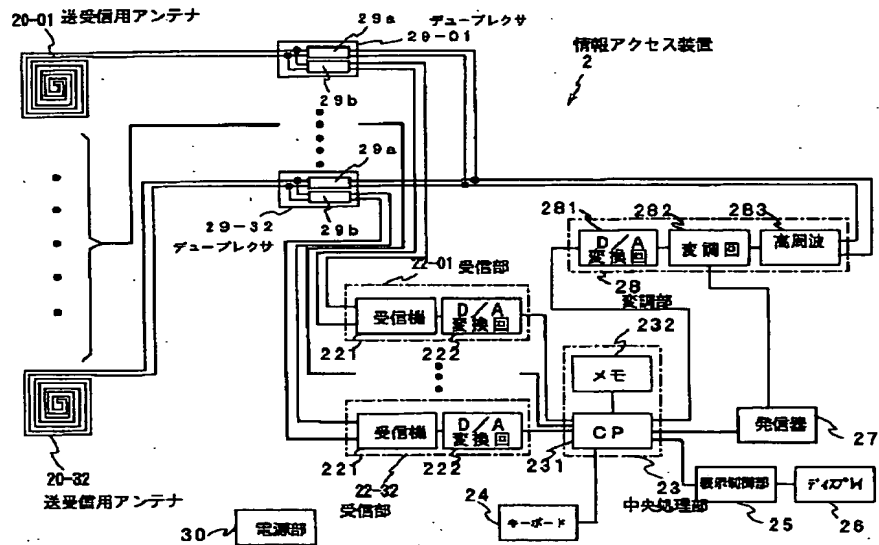 20-01 送受信用アンテナ
29a デュープレクサ
29-01
情報アクセス装置
2
29b
29a
29-32
29b
デュープレクサ
281 282 283
D/A
変換回
変調回
高周波
28
変調部
22-01 受信部
受信機
D/A
変換回
221
222
232
メモ
CP
231
受信機
D/A
変換回
221
222
22-32
受信部
23
中央処理部
発信器
27
20-32
送受信用アンテナ
24
キーボード
表示制御部
25
ディスプレイ
26
30
電源部